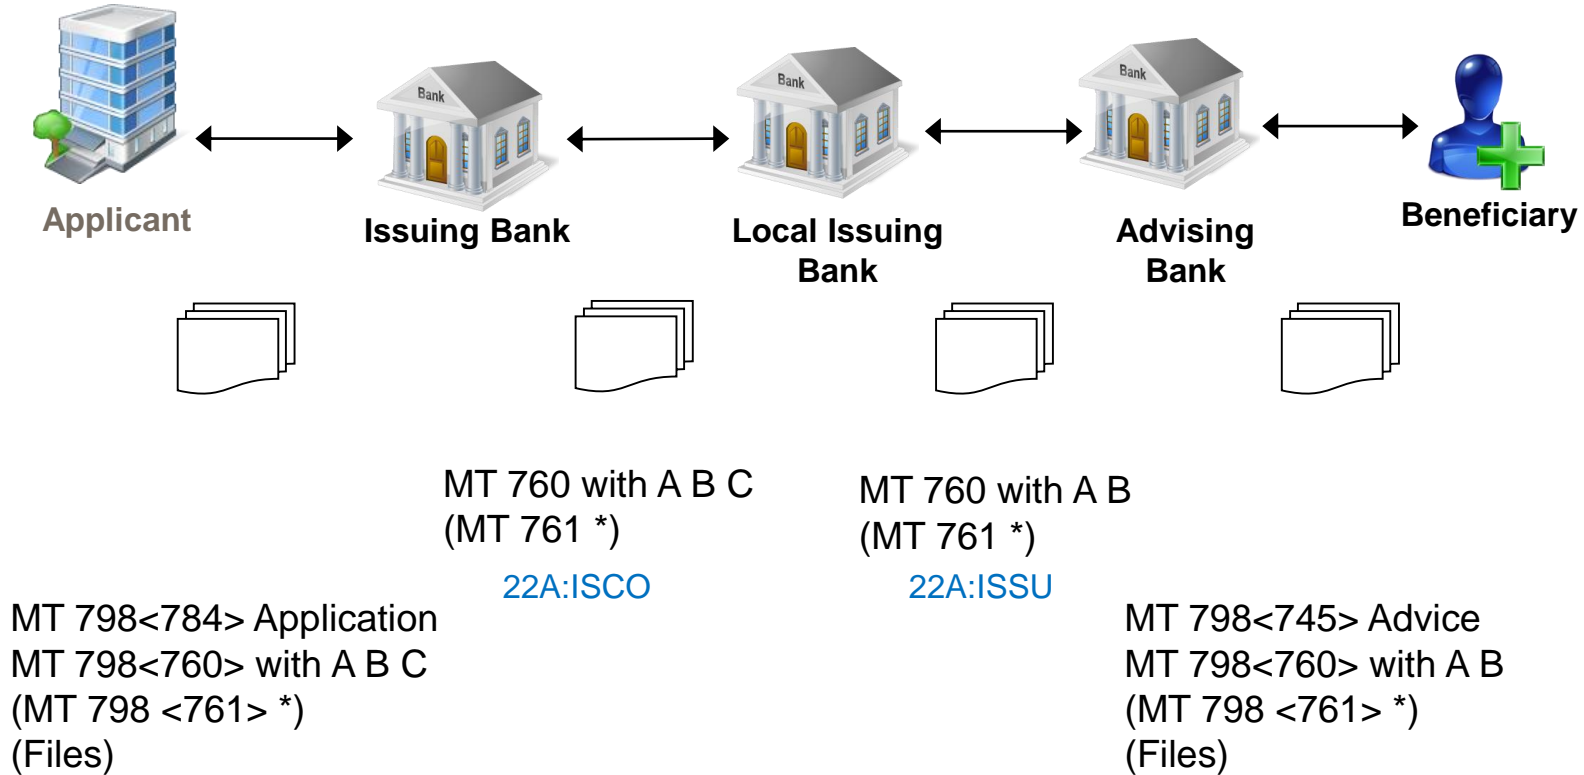 Bank
Bank
Bank
Applicant
Issuing Bank
Local Issuing
Bank
Advising
Bank
Beneficiary
MT 760 with A B C
(MT 761 *)
22A:ISCO
MT 760 with A B
(MT 761 *)
22A:ISSU
MT 798<784> Application
MT 798<760> with A B C
(MT 798 <761> *)
(Files)
MT 798<745> Advice
MT 798<760> with A B
(MT 798 <761> *)
(Files)